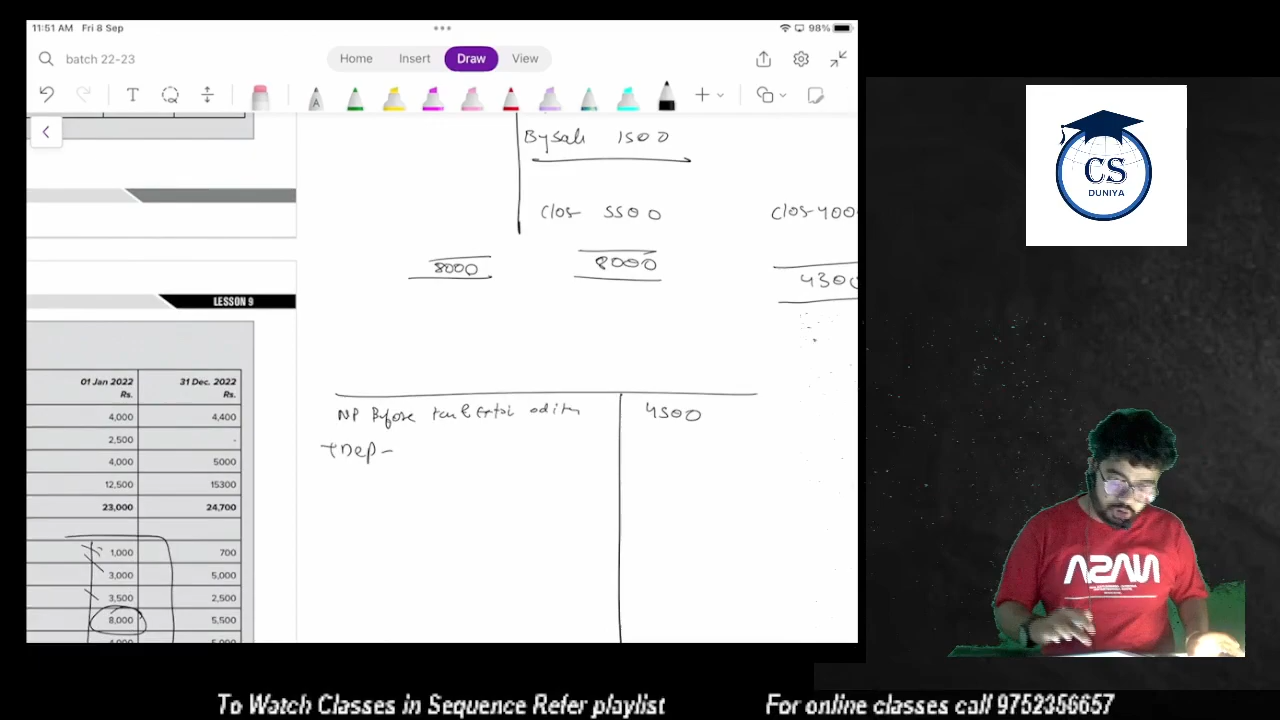 11:51 AM Fri 8 Sep
98%
batch 22-23
Home Insert Draw View
T
A
By sale 1500
Clos 5500
Clos 400
8000
8000
4300
LESSON 9
01 Jan 2022 31 Dec. 2022
Rs. Rs.
4,000 4,400
2,500 -
4,000 5000
12,500 15300
23,000 24,700
1,000 700
3,000 5,000
3,500 2,500
8,000 5,500
NP Before 4500
+ Dep -
CS
DUNIYA
NASA
To Watch Classes in Sequence Refer playlist
For online classes call 9752356657